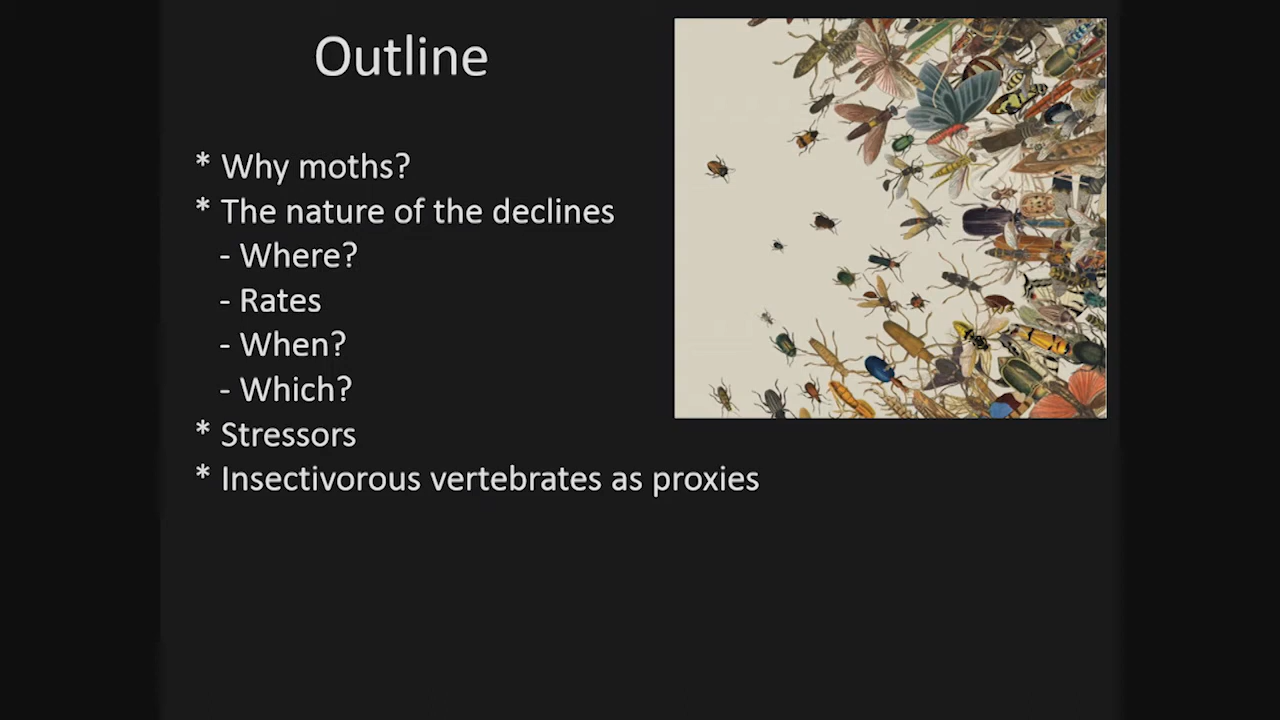 Outline
* Why moths?
* The nature of the declines
- Where?
- Rates
- When?
- Which?
* Stressors
* Insectivorous vertebrates as proxies